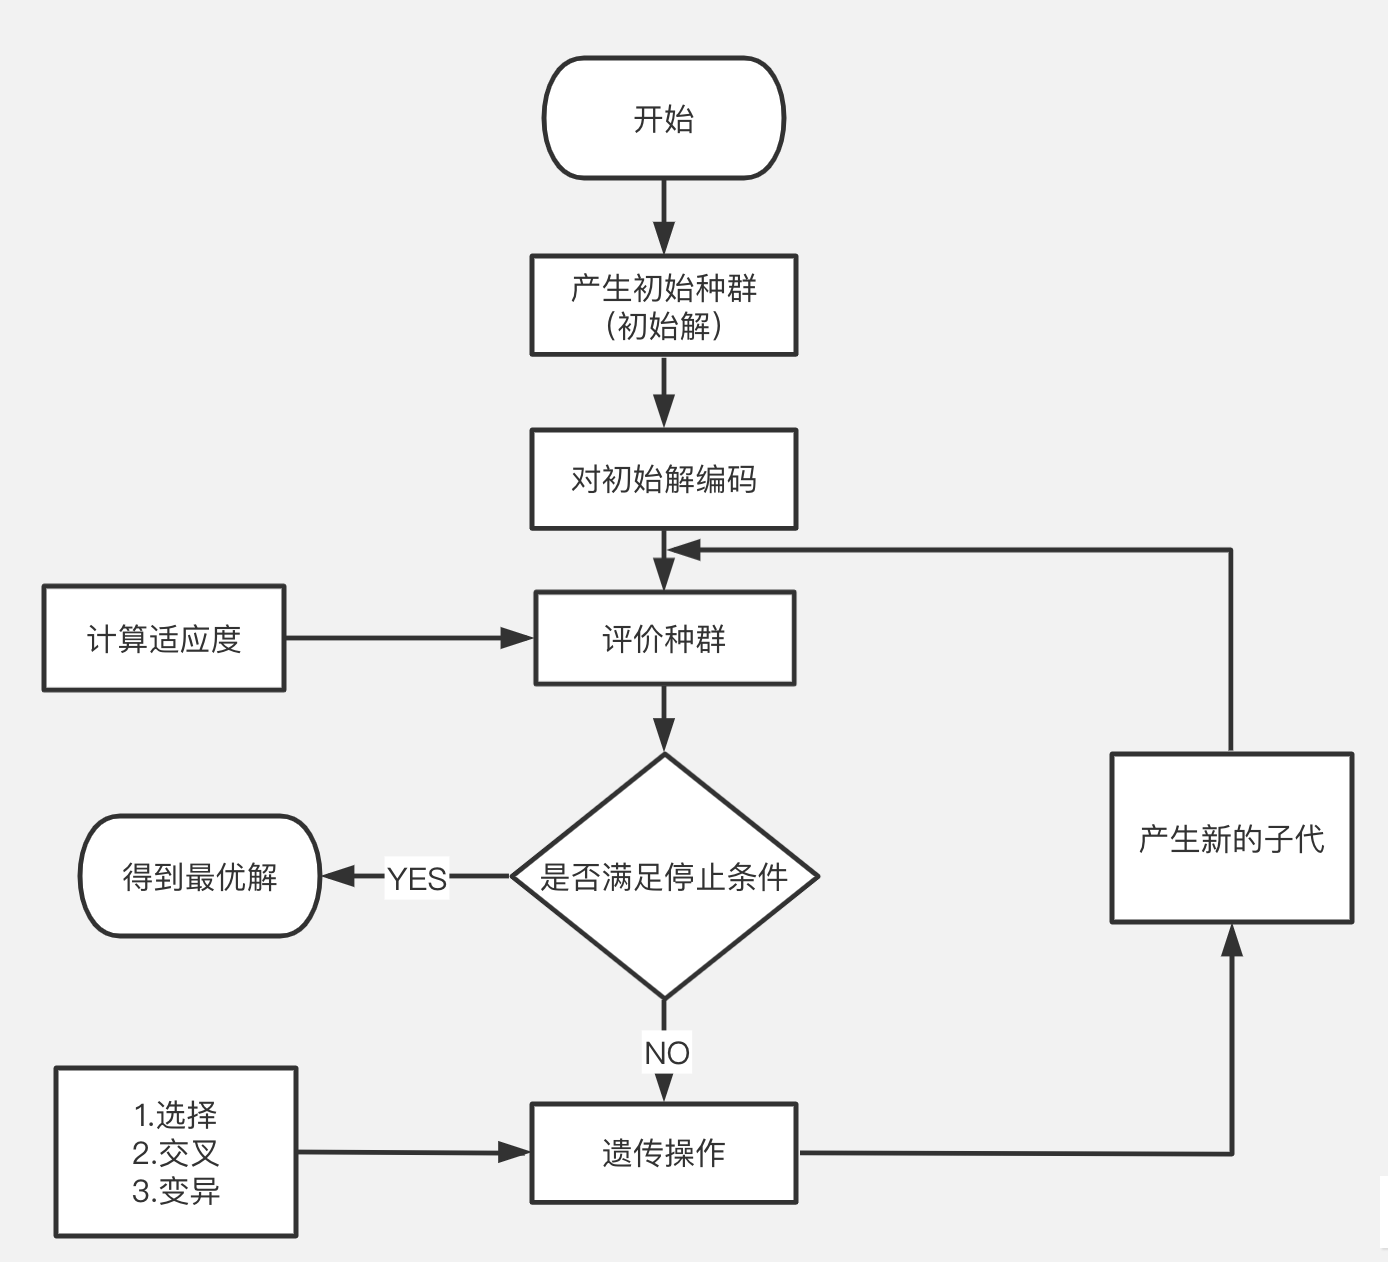 开始
产生初始种群
(初始解)
对初始解编码
计算适应度
评价种群
产生新的子代
得到最优解
YES
是否满足停止条件
NO
1.选择
2.交叉
3.变异
遗传操作